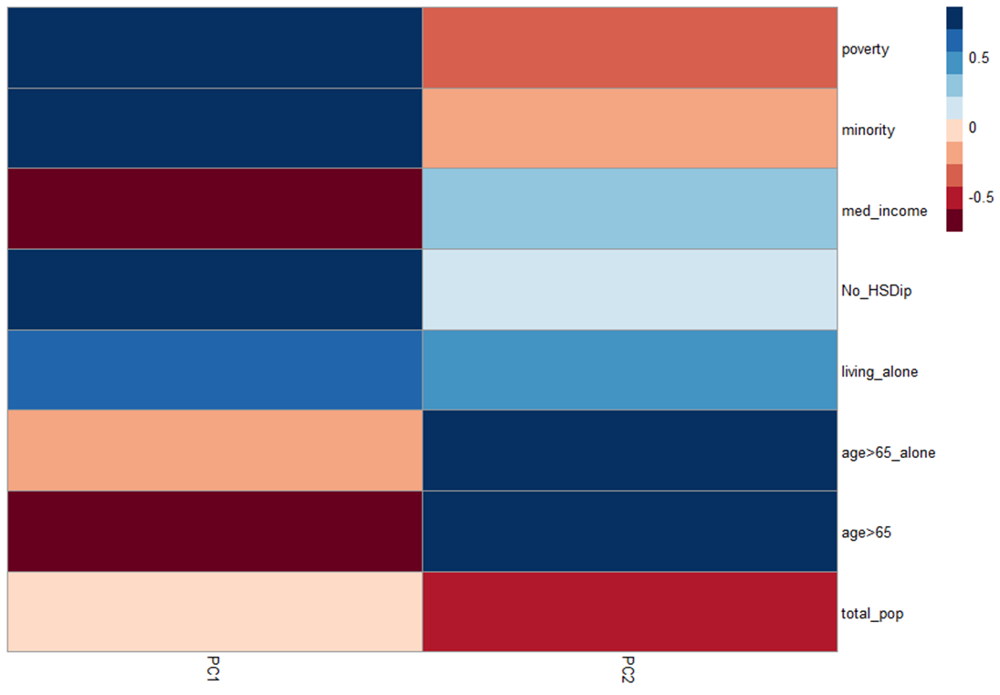 poverty
0.5
minority
0
med_income
-0.5
No_HSDip
living_alone
age>65_alone
age>65
total_pop
PC1
PC2